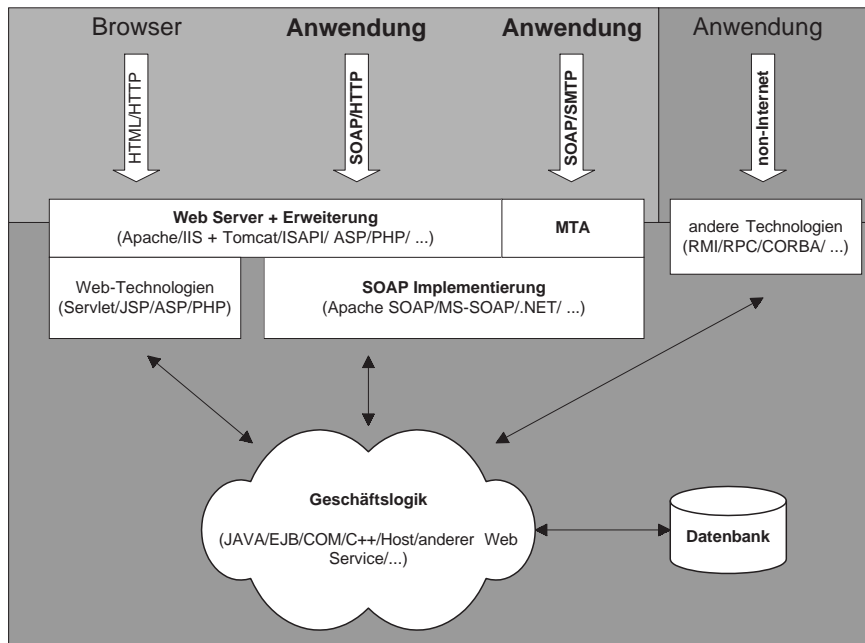 Browser
Anwendung
Anwendung
Anwendung
HTML/HTTP
SOAP/HTTP
SOAP/SMTP
non-Internet
Web Server + Erweiterung
(Apache/IIS + Tomcat/ISAPI/ ASP/PHP/ ...)
MTA
andere Technologien
(RMI/RPC/CORBA/ ...)
Web-Technologien
(Servlet/JSP/ASP/PHP)
SOAP Implementierung
(Apache SOAP/MS-SOAP/.NET/ ...)
Geschäftslogik
(JAVA/EJB/COM/C++/Host/anderer Web
Service/...)
Datenbank